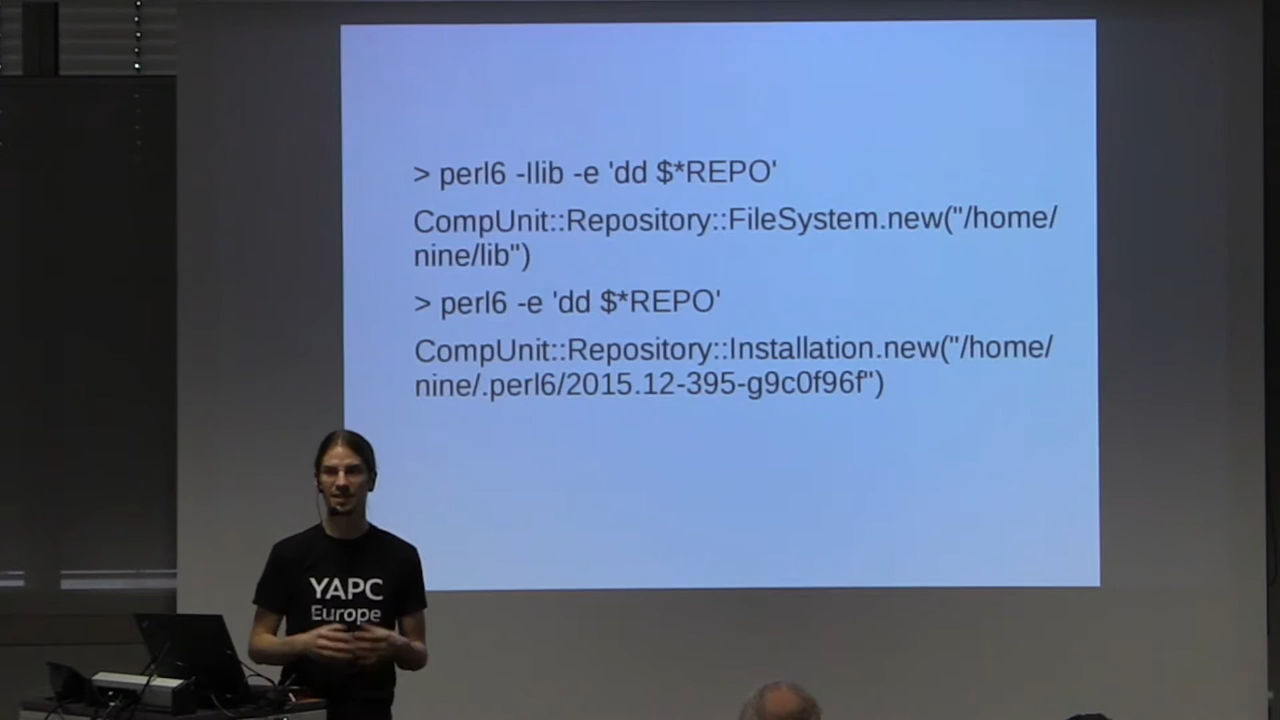 > perl6 -Ilib -e 'dd $*REPO'
CompUnit::Repository::FileSystem.new("/home/
nine/lib")
> perl6 -e 'dd $*REPO'
CompUnit::Repository::Installation.new("/home/
nine/.perl6/2015.12-395-g9c0f96f")
YAPC
Europe